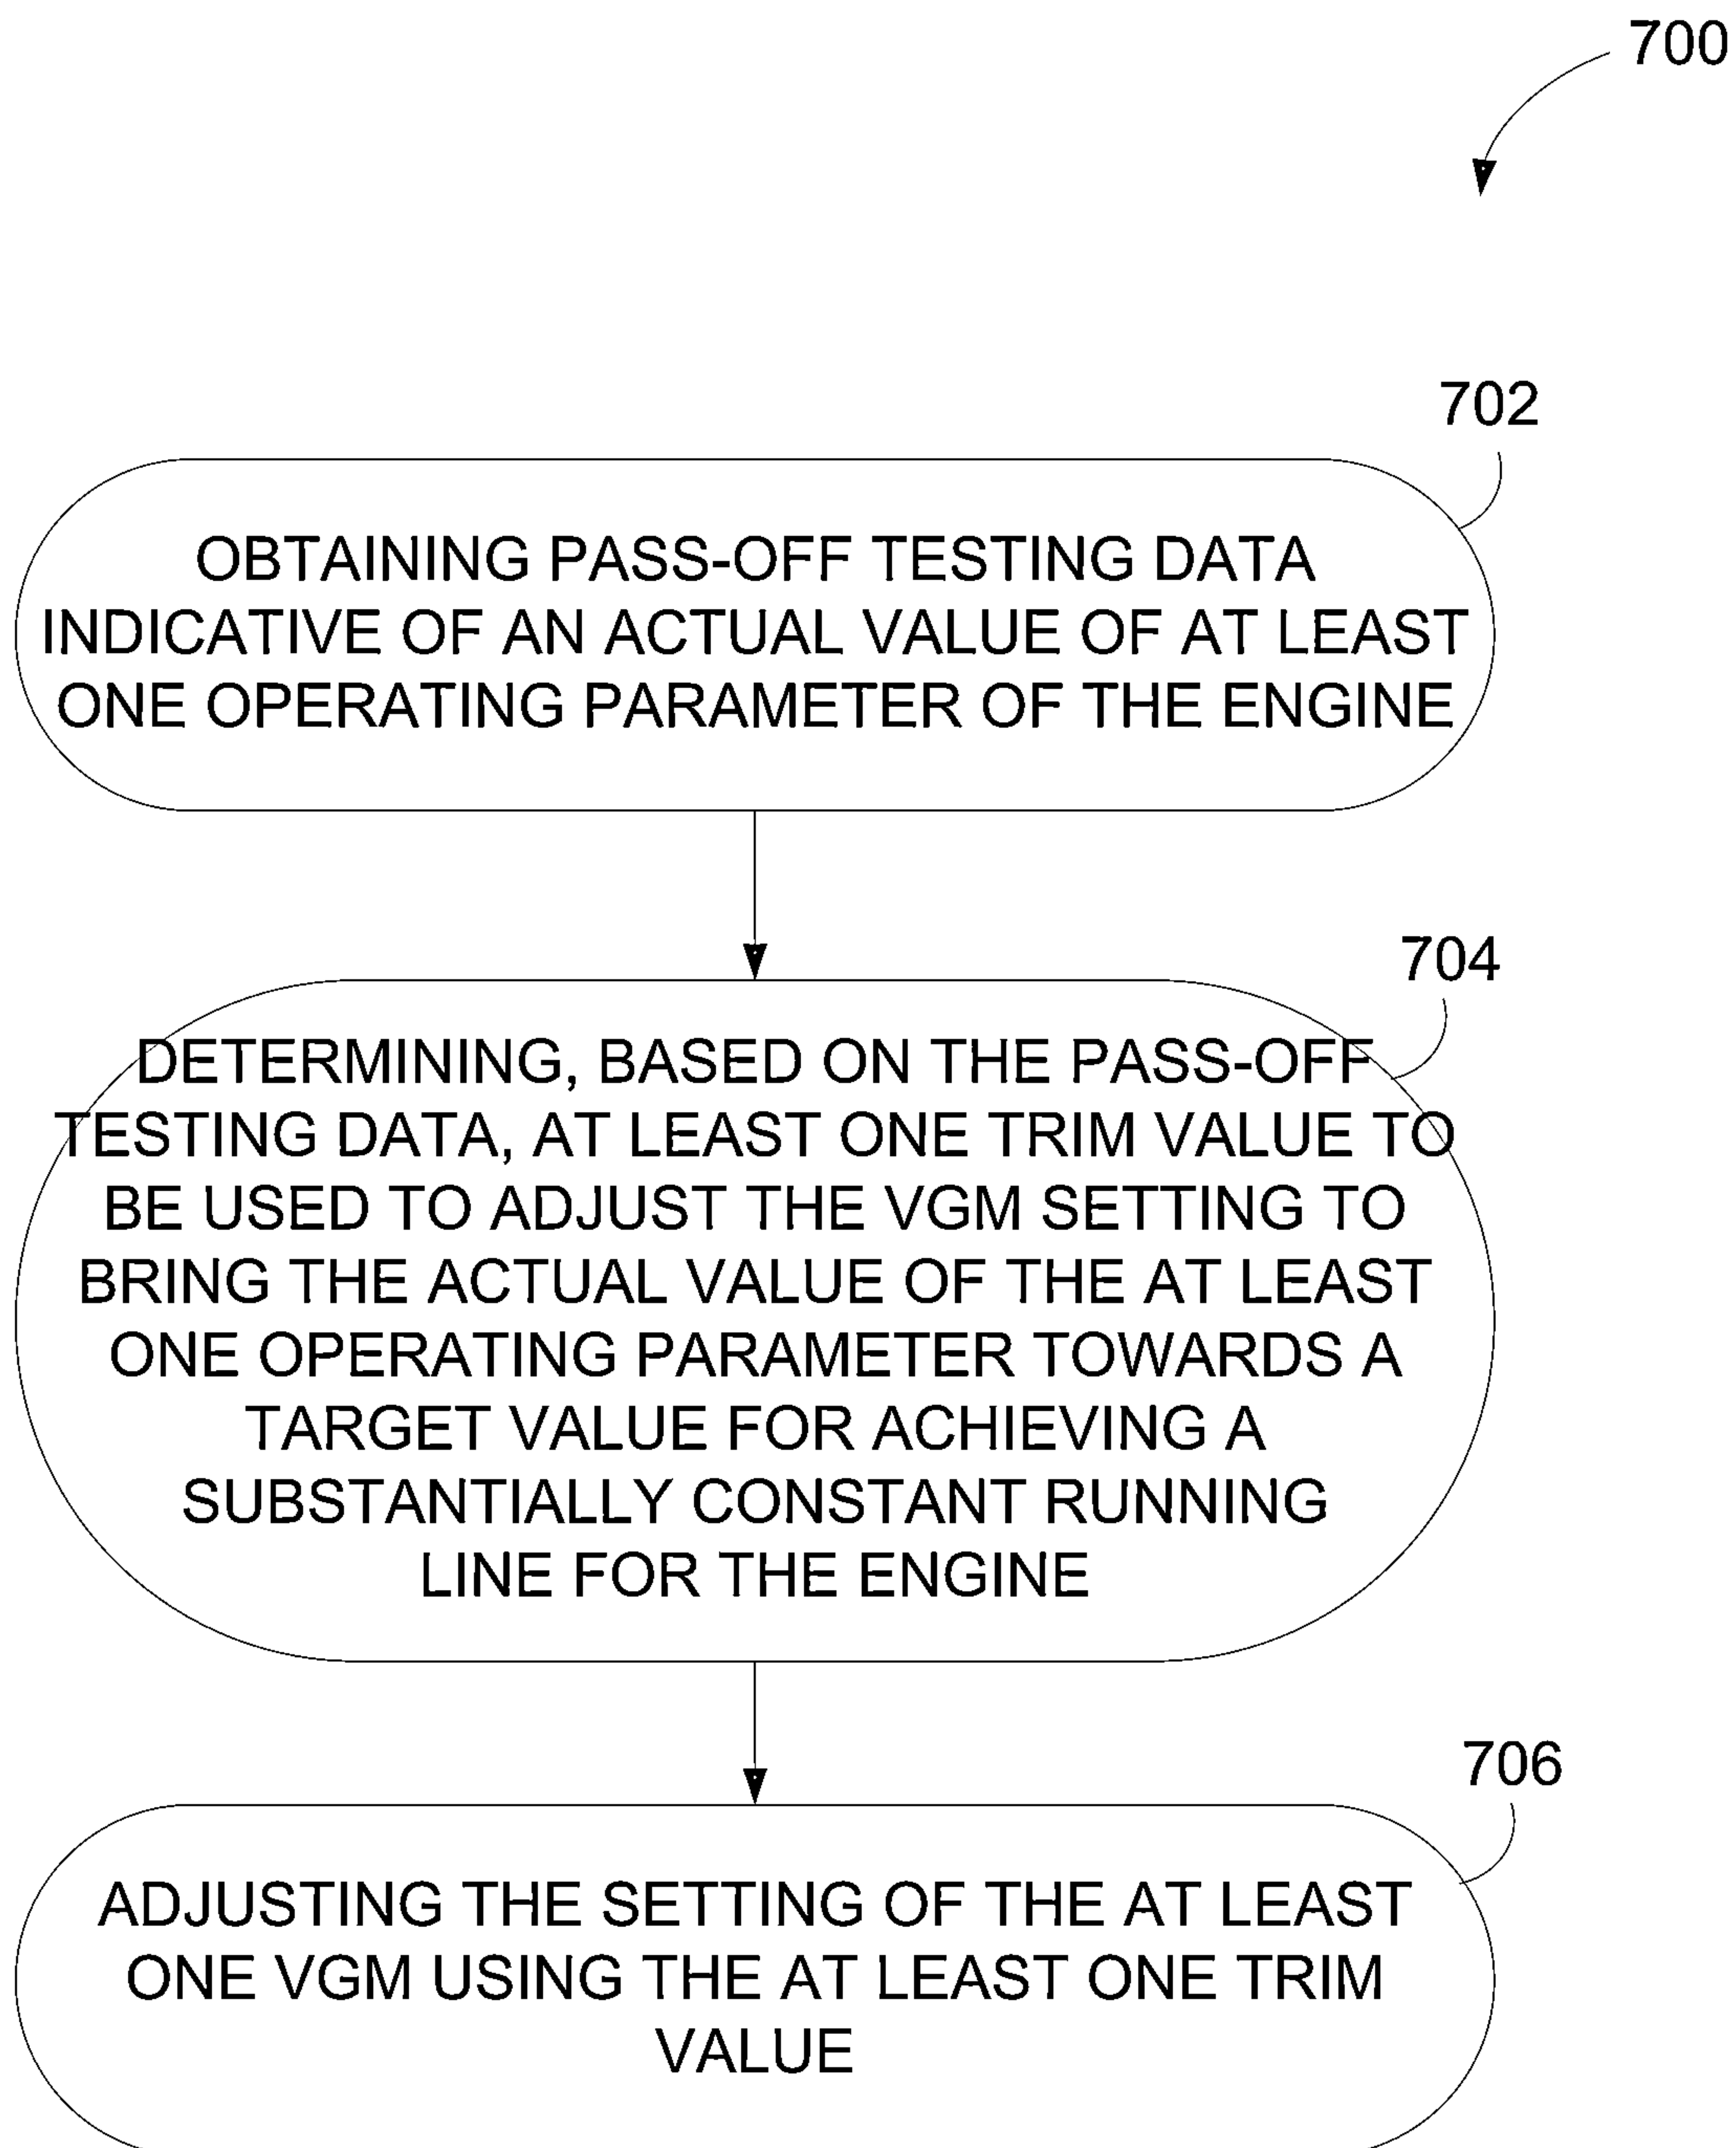 700
702
OBTAINING PASS-OFF TESTING DATA
INDICATIVE OF AN ACTUAL VALUE OF AT LEAST
ONE OPERATING PARAMETER OF THE ENGINE
704
DETERMINING, BASED ON THE PASS-OFF
TESTING DATA, AT LEAST ONE TRIM VALUE TO
BE USED TO ADJUST THE VGM SETTING TO
BRING THE ACTUAL VALUE OF THE AT LEAST
ONE OPERATING PARAMETER TOWARDS A
TARGET VALUE FOR ACHIEVING A
SUBSTANTIALLY CONSTANT RUNNING
LINE FOR THE ENGINE
706
ADJUSTING THE SETTING OF THE AT LEAST
ONE VGM USING THE AT LEAST ONE TRIM
VALUE